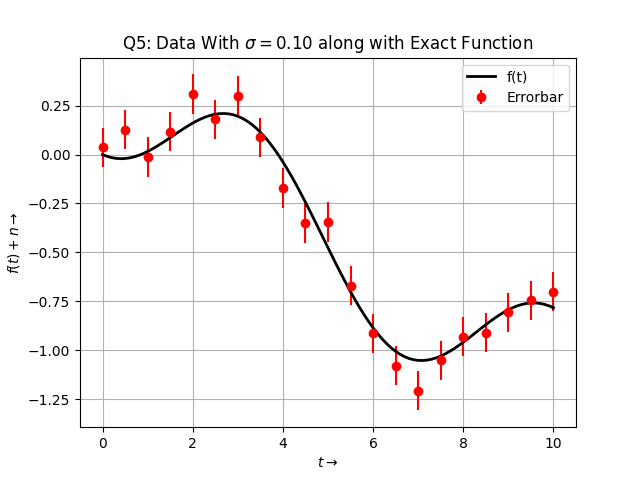 Q5: Data With σ = 0.10 along with Exact Function
f(t)
Errorbar
0.25
0.00
−0.25
−0.50
−0.75
−1.00
−1.25
f(t) + n →
0 2 4 6 8 10
t →